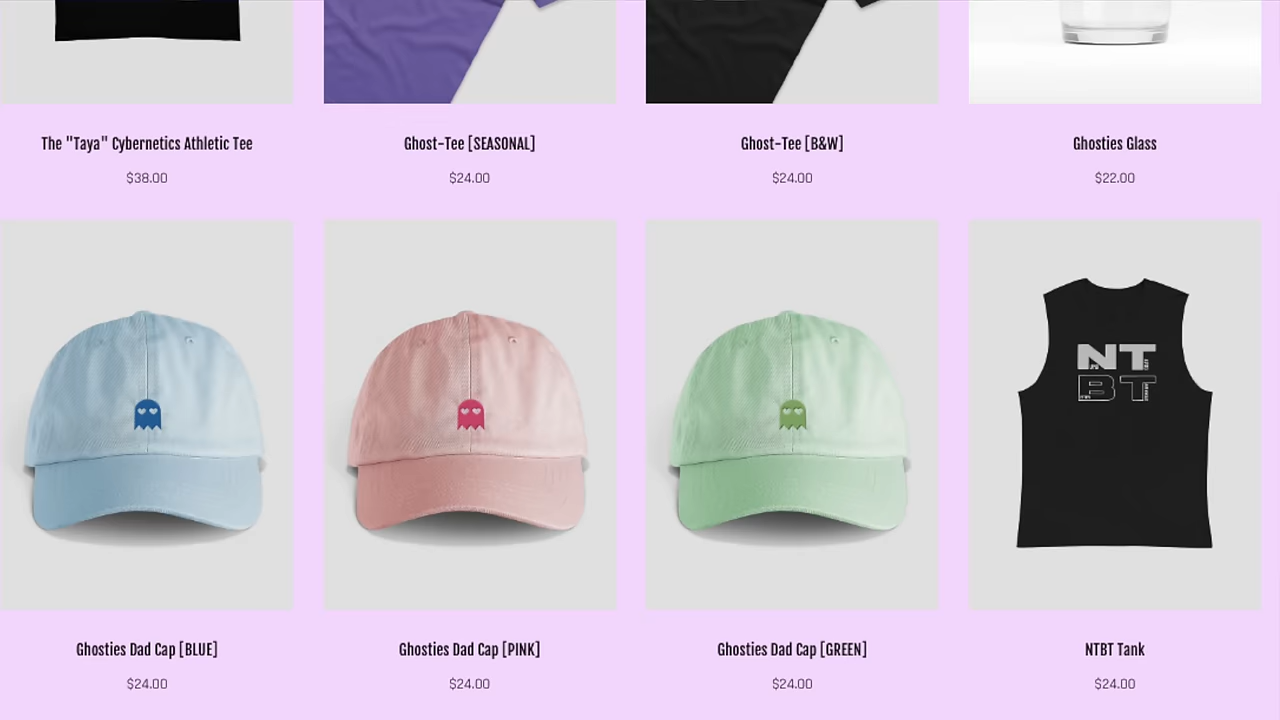 The "Taya" Cybernetics Athletic Tee
$38.00
Ghost-Tee [SEASONAL]
$24.00
Ghost-Tee [B&W]
$24.00
Ghosties Glass
$22.00
NT
BT
Ghosties Dad Cap [BLUE]
$24.00
Ghosties Dad Cap [PINK]
$24.00
Ghosties Dad Cap [GREEN]
$24.00
NTBT Tank
$24.00